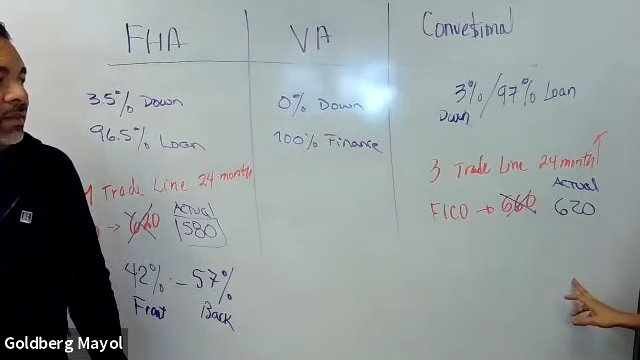 FHA
3.5% Down
96.5% Loan
1 Trade Line 24 month
→ 620 Actual 580
42% - 57%
Front Back
VA
0% Down
100% Finance
Conventional
3% / 97% Loan
Down
3 Trade Line 24 month
Actual
FICO → 660 620
Goldberg Mayol